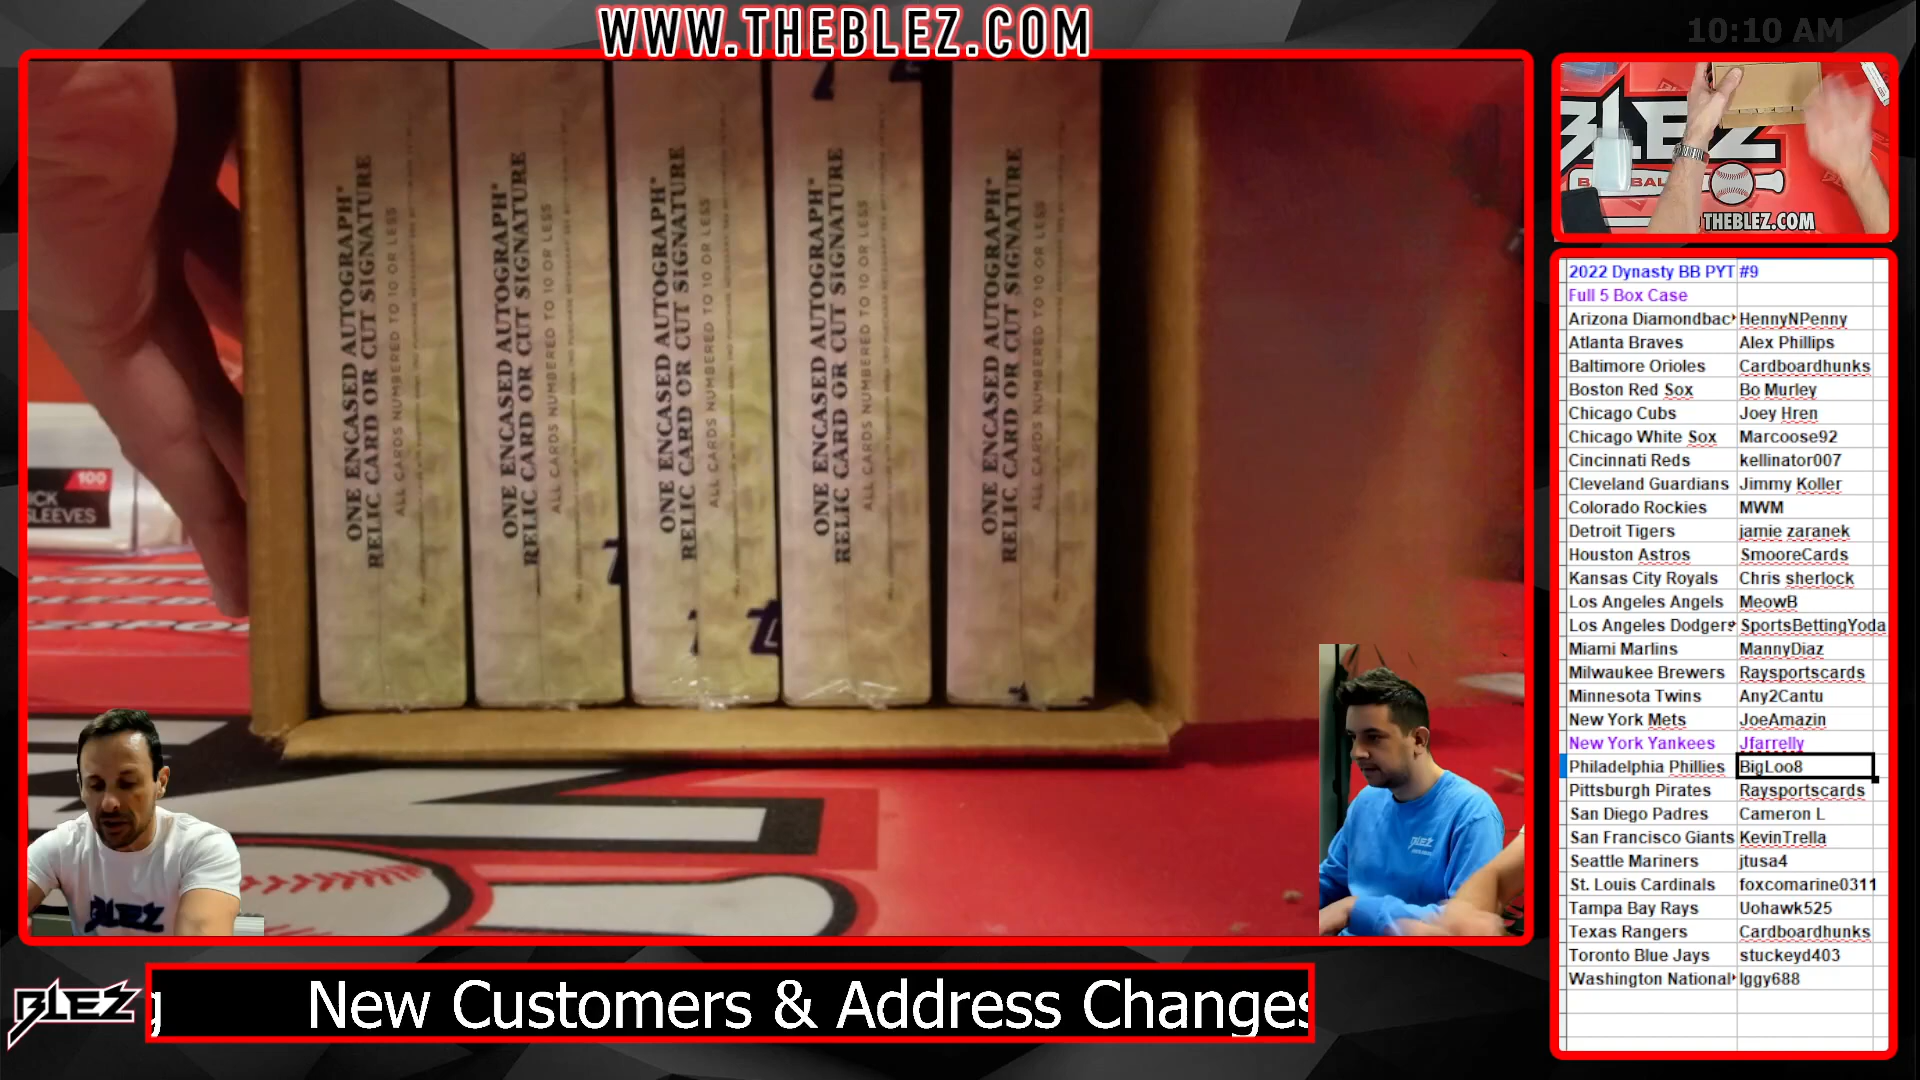 WWW.THEBLEZ.COM
10:10 AM
ONE ENCASED AUTOGRAPH®
RELIC CARD OR CUT SIGNATURE
ALL CARDS NUMBERED TO 10 OR LESS
ONE ENCASED AUTOGRAPH®
RELIC CARD OR CUT SIGNATURE
ALL CARDS NUMBERED TO 10 OR LESS
ONE ENCASED AUTOGRAPH®
RELIC CARD OR CUT SIGNATURE
ALL CARDS NUMBERED TO 10 OR LESS
ONE ENCASED AUTOGRAPH®
RELIC CARD OR CUT SIGNATURE
ALL CARDS NUMBERED TO 10 OR LESS
ONE ENCASED AUTOGRAPH®
RELIC CARD OR CUT SIGNATURE
ALL CARDS NUMBERED TO 10 OR LESS
100
SLEEVES
BLEZ
THEBLEZ.COM
2022 Dynasty BB PYT #9
Full 5 Box Case
Arizona Diamondbac HennyNPenny
Atlanta Braves Alex Phillips
Baltimore Orioles Cardboardhunks
Boston Red Sox Bo Murley
Chicago Cubs Joey Hren
Chicago White Sox Marcoose92
Cincinnati Reds kellinator007
Cleveland Guardians Jimmy Koller
Colorado Rockies MWM
Detroit Tigers jamie zaranek
Houston Astros SmooreCards
Kansas City Royals Chris sherlock
Los Angeles Angels MeowB
Los Angeles Dodgers SportsBettingYoda
Miami Marlins MannyDiaz
Milwaukee Brewers Raysportscards
Minnesota Twins Any2Cantu
New York Mets JoeAmazin
New York Yankees Jfarrelly
Philadelphia Phillies BigLoo8
Pittsburgh Pirates Raysportscards
San Diego Padres Cameron L
San Francisco Giants KevinTrella
Seattle Mariners jtusa4
St. Louis Cardinals foxcomarine0311
Tampa Bay Rays Uohawk525
Texas Rangers Cardboardhunks
Toronto Blue Jays stuckeyd403
Washington National Iggy688
BLEZ
BLEZ
BLEZ
g New Customers & Address Changes